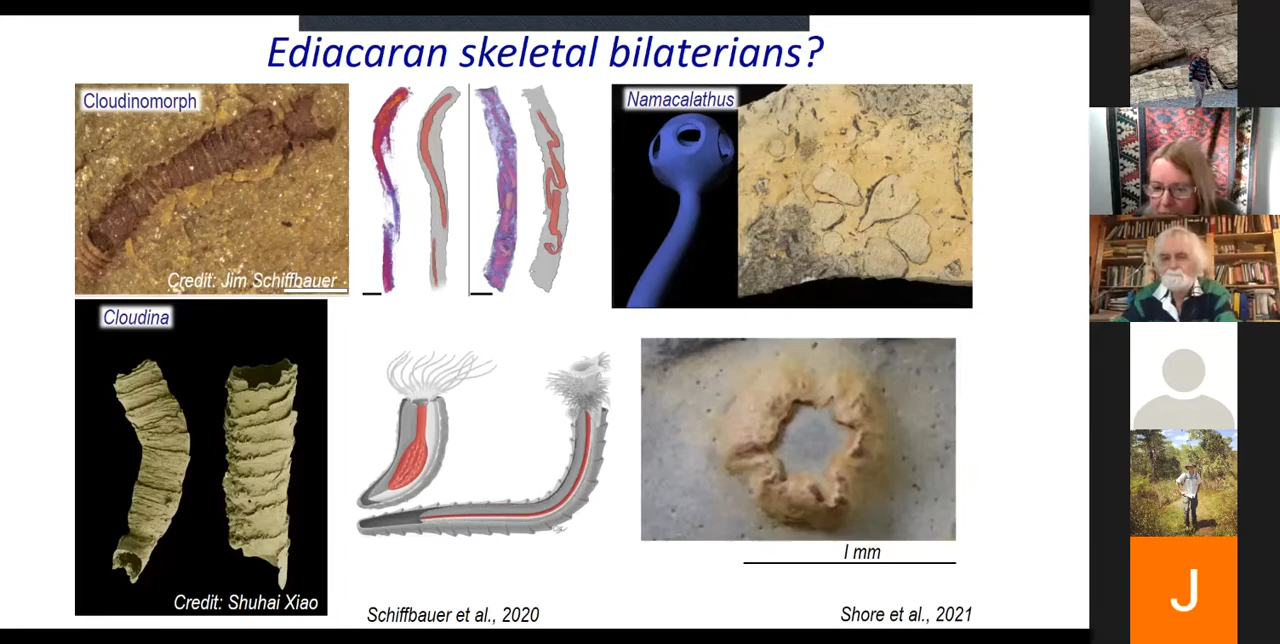 Ediacaran skeletal bilaterians?
Cloudinomorph
Credit: Jim Schiffbauer
Namacalathus
Cloudina
Credit: Shuhai Xiao
Schiffbauer et al., 2020
1 mm
Shore et al., 2021
J